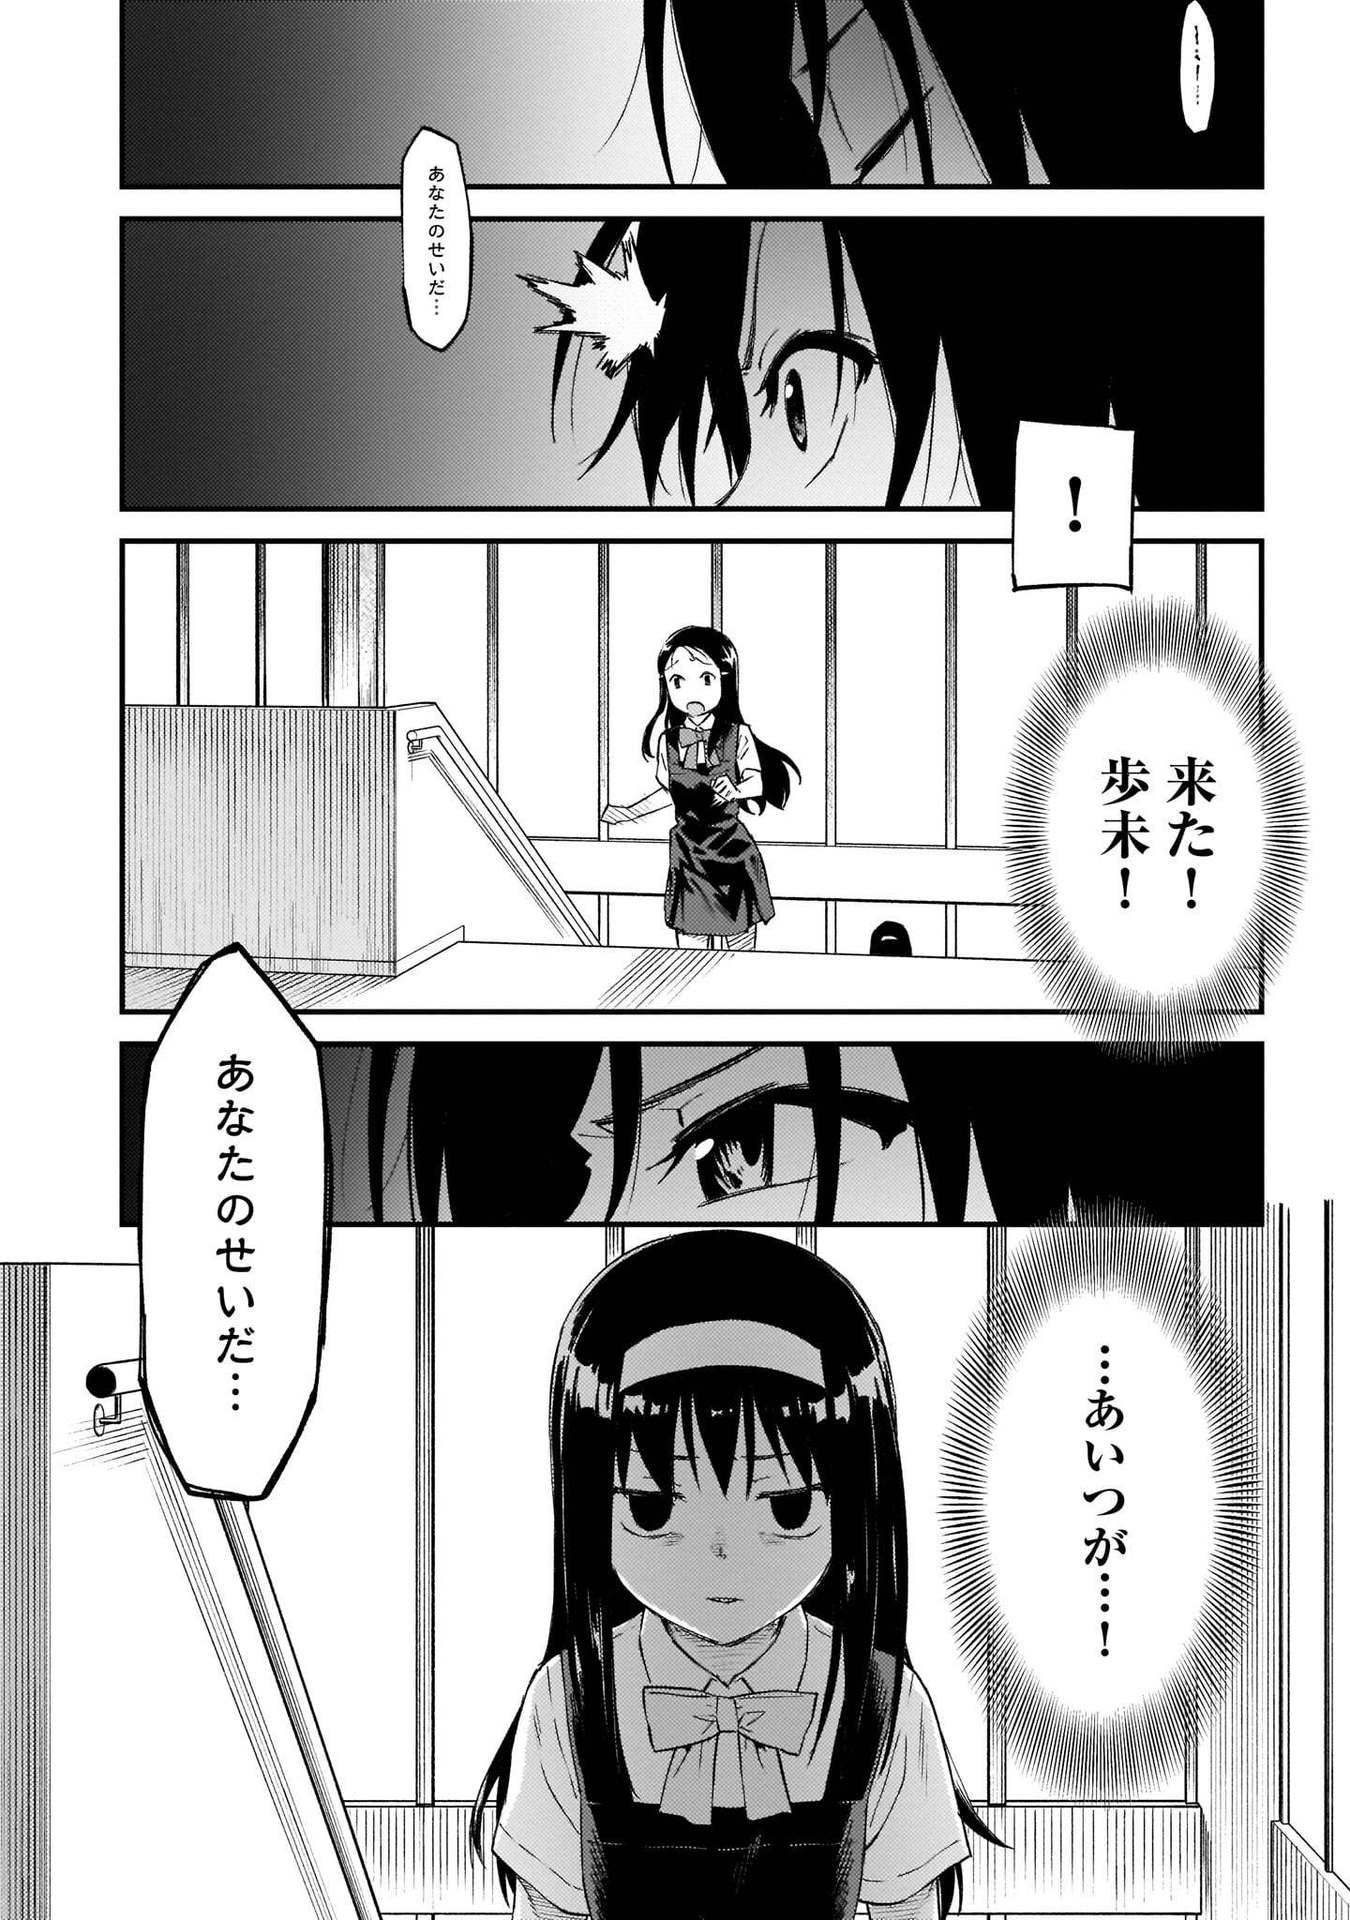 …！…
あなたのせいだ…
！
来た！
歩未！
あなたのせいだ…
…あいつが…！